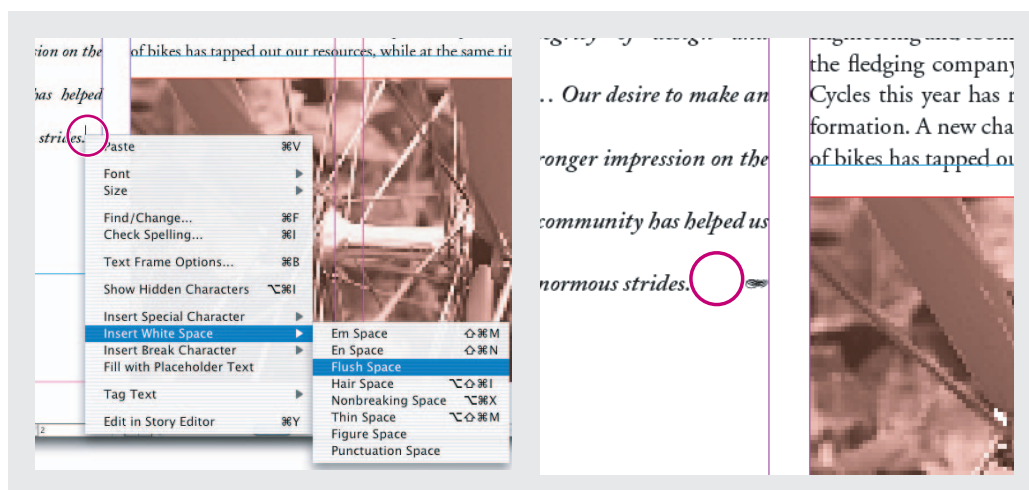 sion on the
of bikes has tapped out our resources, while at the same
has helped
strides.
Paste ⌘V
Font
Size
Find/Change... ⌘F
Check Spelling... ⌘I
Text Frame Options... ⌘B
Show Hidden Characters ⌥⌘I
Insert Special Character
Insert White Space
Insert Break Character
Fill with Placeholder Text
Tag Text
Edit in Story Editor ⌘Y
Em Space ⇧⌘M
En Space ⇧⌘N
Flush Space
Hair Space ⌥⇧⌘I
Nonbreaking Space ⌥⌘X
Thin Space ⌥⇧⌘M
Figure Space
Punctuation Space
2
.. Our desire to make an
ronger impression on the
community has helped us
normous strides.
the fledging company
Cycles this year has
formation. A new cha
of bikes has tapped ou